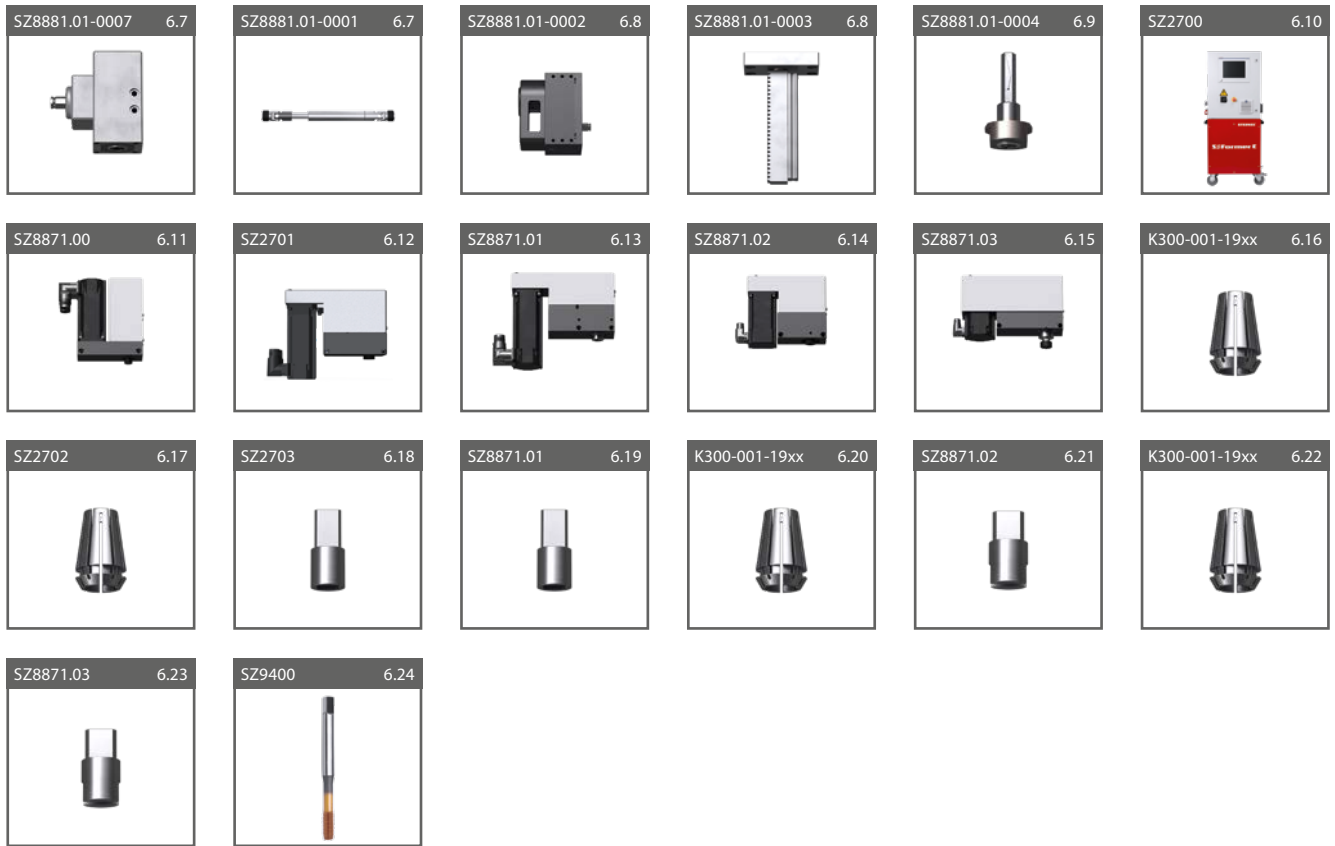 SZ8881.01-0007 6.7
SZ8881.01-0001 6.7
SZ8881.01-0002 6.8
SZ8881.01-0003 6.8
SZ8881.01-0004 6.9
SZ2700 6.10
SZ8871.00 6.11
SZ2701 6.12
SZ8871.01 6.13
SZ8871.02 6.14
SZ8871.03 6.15
K300-001-19xx 6.16
SZ2702 6.17
SZ2703 6.18
SZ8871.01 6.19
K300-001-19xx 6.20
SZ8871.02 6.21
K300-001-19xx 6.22
SZ8871.03 6.23
SZ9400 6.24